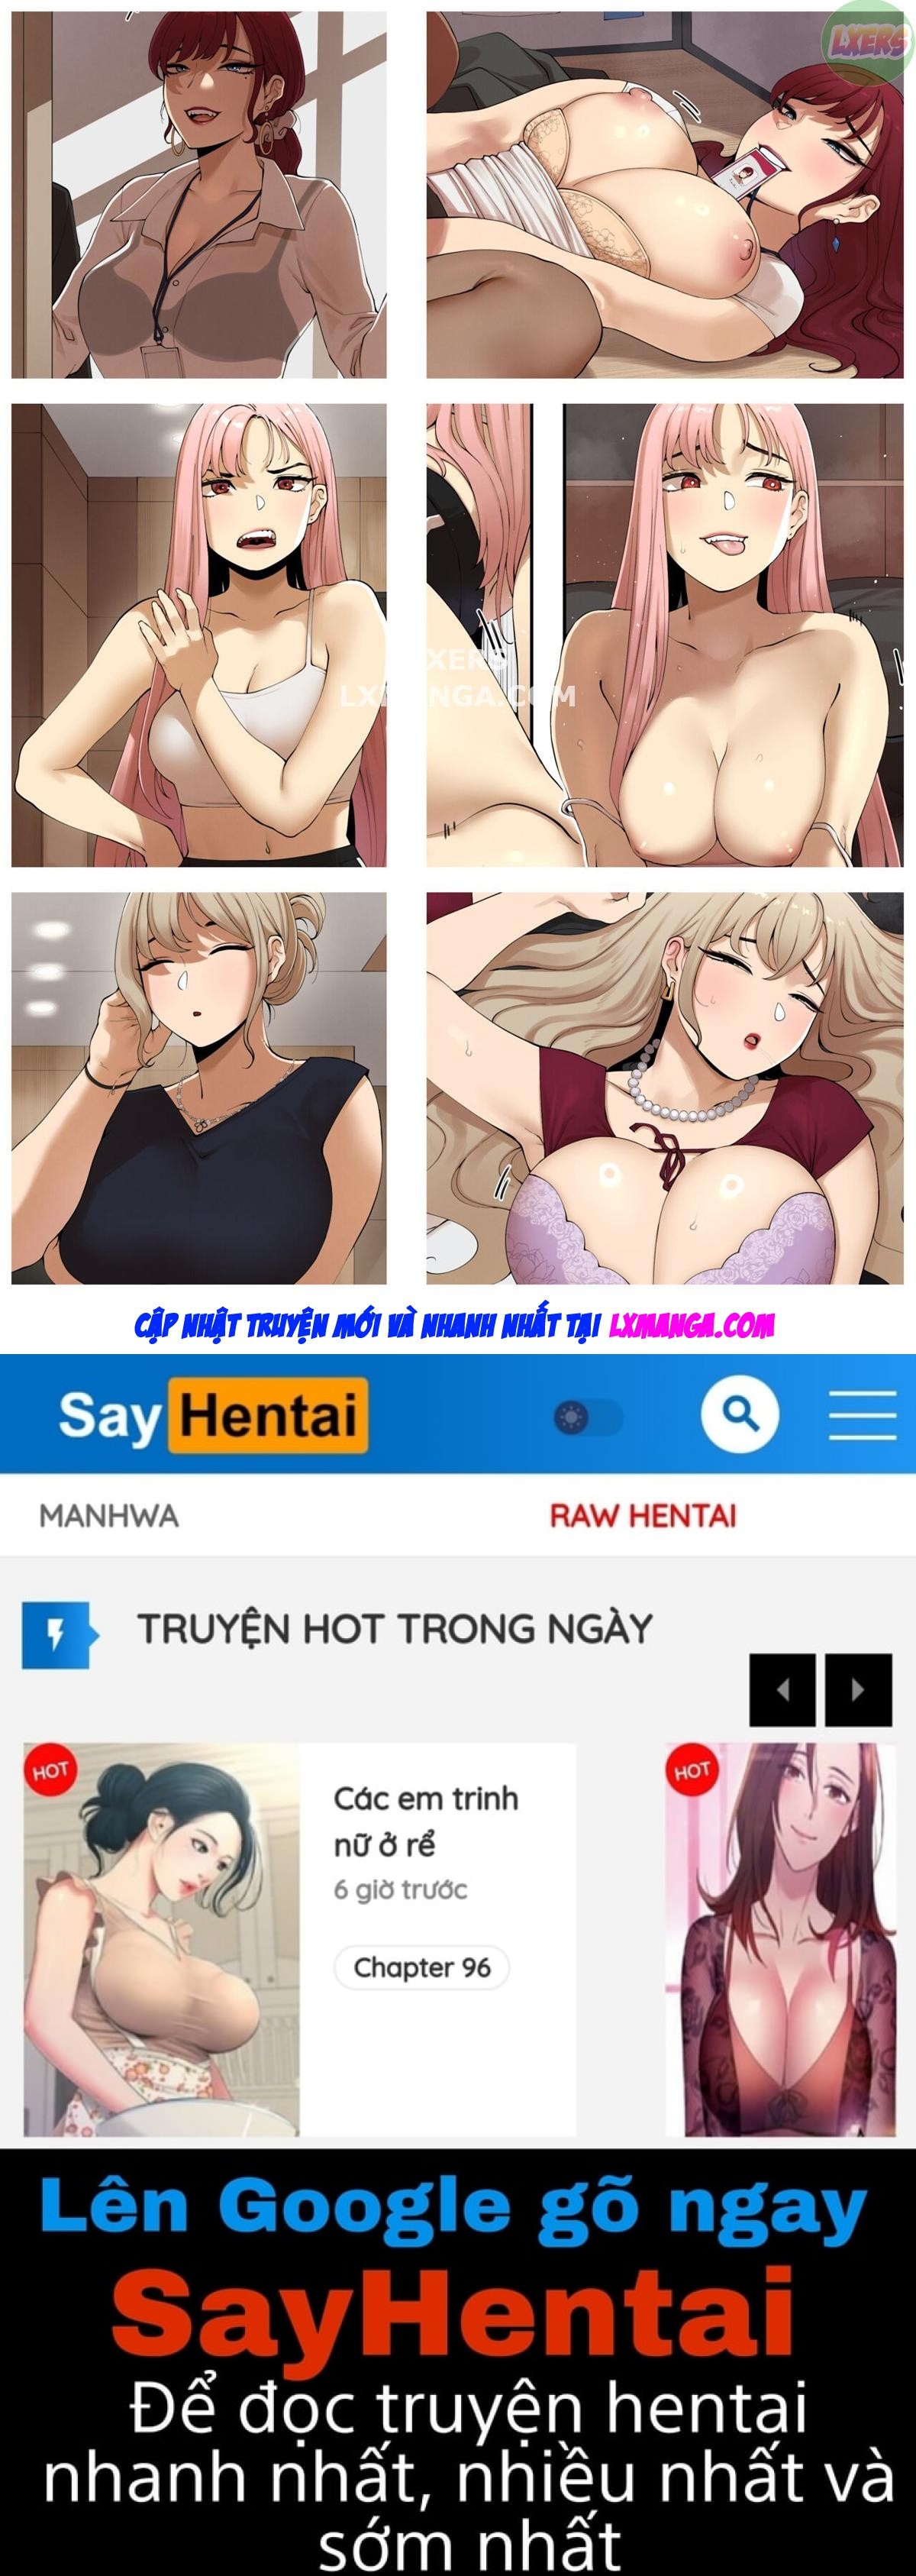 LXERS
LXERS
LXMANGA.COM
CẬP NHẬT TRUYỆN MỚI VÀ NHANH NHẤT TẠI LXMANGA.COM
Say Hentai
MANHWA RAW HENTAI
TRUYỆN HOT TRONG NGÀY
HOT
Các em trinh
nữ ở rể
6 giờ trước
Chapter 96
HOT
Lên Google gõ ngay
SayHentai
Để đọc truyện hentai
nhanh nhất, nhiều nhất và
sớm nhất